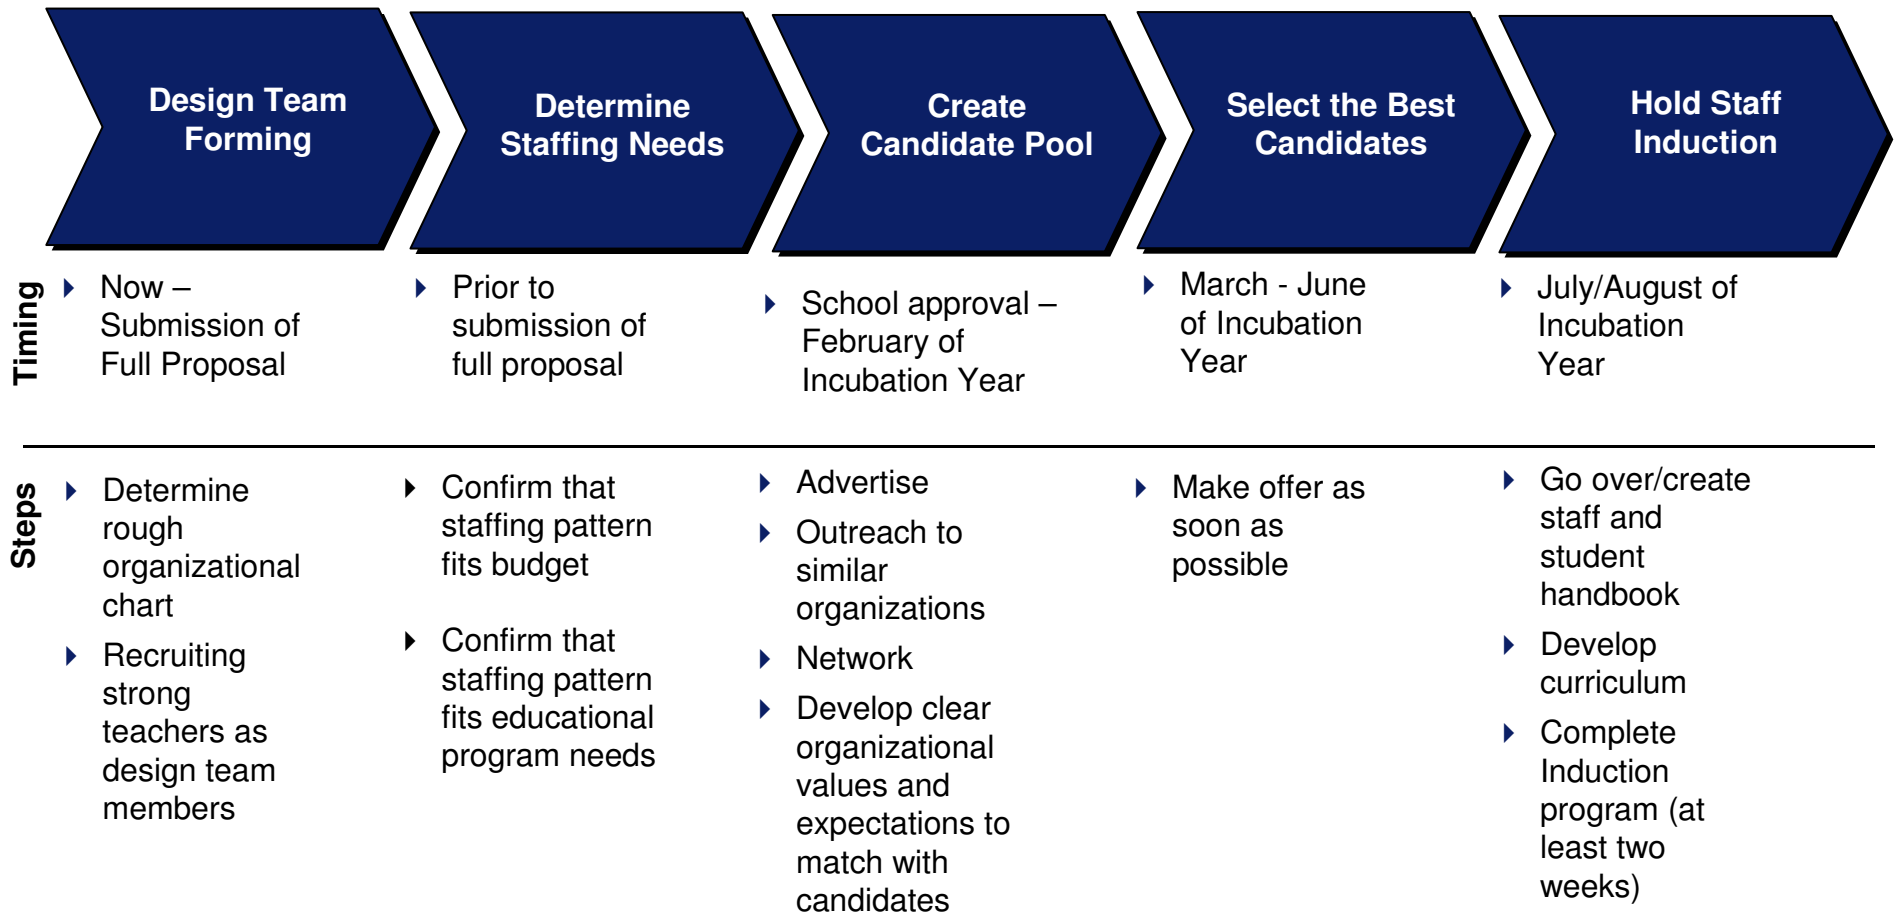 Design Team
Forming
Determine
Staffing Needs
Create
Candidate Pool
Select the Best
Candidates
Hold Staff
Induction
Timing
Now –
Submission of
Full Proposal
Prior to
submission of
full proposal
School approval –
February of
Incubation Year
March - June
of Incubation
Year
July/August of
Incubation
Year
Steps
Determine
rough
organizational
chart
Recruiting
strong
teachers as
design team
members
Confirm that
staffing pattern
fits budget
Confirm that
staffing pattern
fits educational
program needs
Advertise
Outreach to
similar
organizations
Network
Develop clear
organizational
values and
expectations to
match with
candidates
Make offer as
soon as
possible
Go over/create
staff and
student
handbook
Develop
curriculum
Complete
Induction
program (at
least two
weeks)